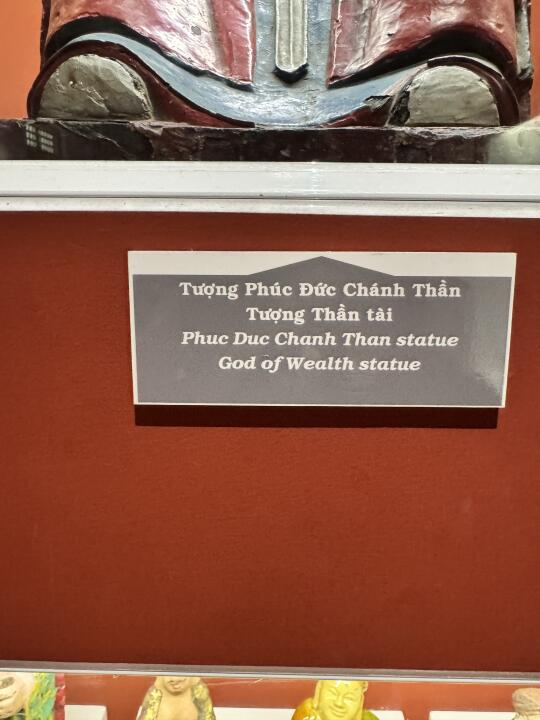 Tượng Phúc Đức Chánh Thần
Tượng Thần tài
Phuc Duc Chanh Than statue
God of Wealth statue